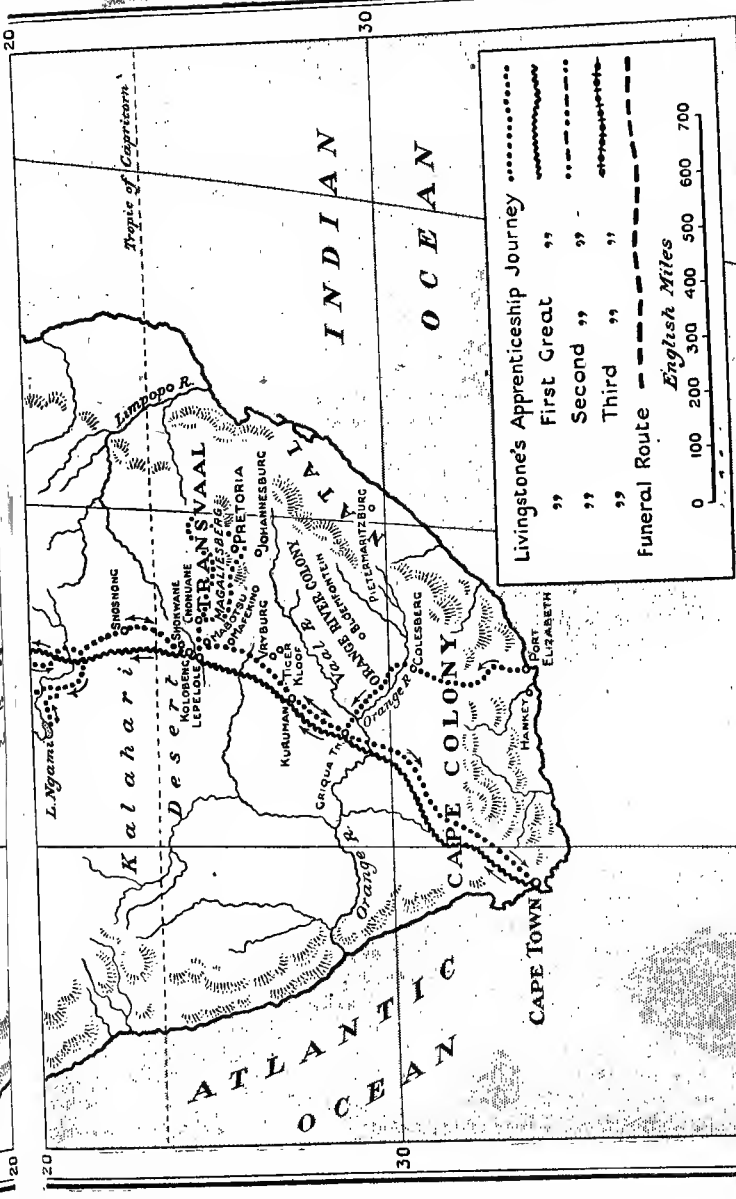 20
30
20
20
30
Tropic of Capricorn
INDIAN
OCEAN
ATLANTIC
OCEAN
L. Ngami
Kalahari
Desert
SHOSHONG
Limpopo R.
SHOKWANE
KOLOBENG
CHONUANE
LEPELOLE
TRANSVAAL
MAGALIESBERG
MABOTSU
MAFEKING
PRETORIA
JOHANNESBURG
VRYBURG
TIGER
KLOOF
KURUMAN
Vaal R.
ORANGE RIVER COLONY
BLOEMFONTEIN
NATAL
PIETERMARITZBURG
GRIQUA TN.
Orange R.
Orange R.
COLESBERG
CAPE COLONY
PORT
ELIZABETH
HANKEY
CAPE TOWN
Livingstone's Apprenticeship Journey
„ First Great „
„ Second „ „
„ Third „ „
Funeral Route
English Miles
0 100 200 300 400 500 600 700